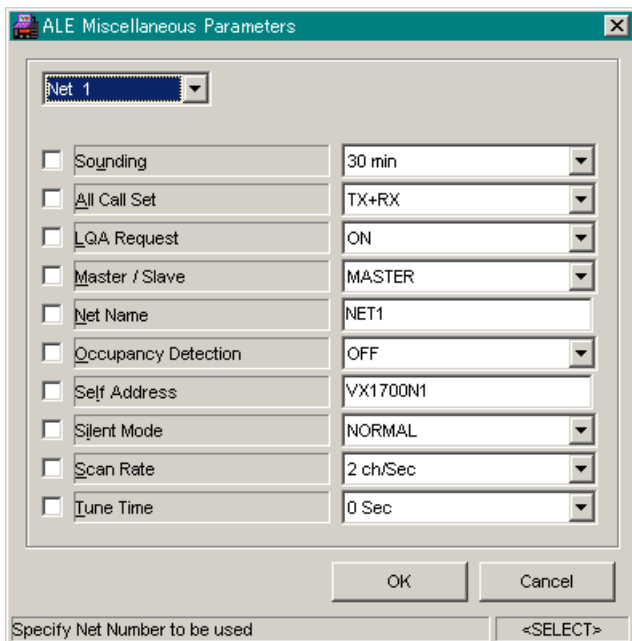 ALE Miscellaneous Parameters
Net 1
Sounding 30 min
All Call Set TX+RX
LQA Request ON
Master / Slave MASTER
Net Name NET1
Occupancy Detection OFF
Self Address VX1700N1
Silent Mode NORMAL
Scan Rate 2 ch/Sec
Tune Time 0 Sec
OK Cancel
Specify Net Number to be used <SELECT>